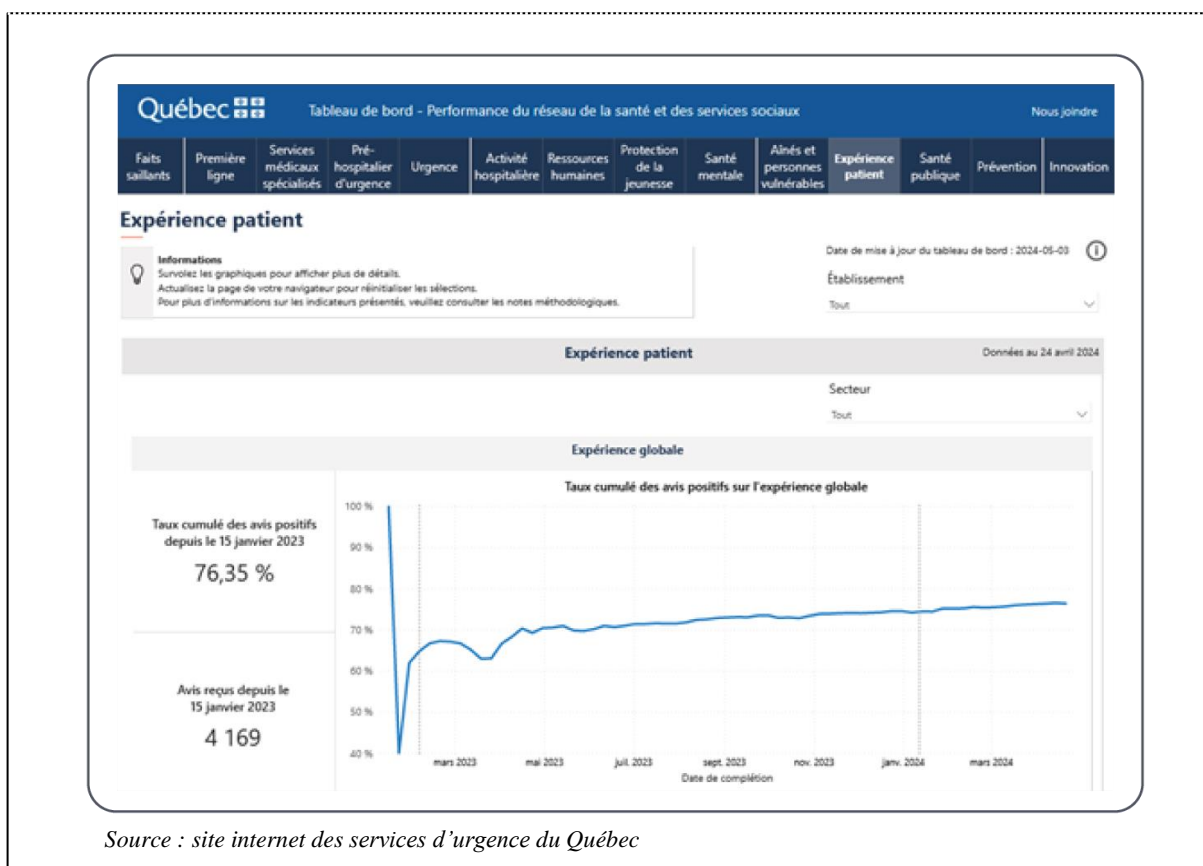 Québec
Tableau de bord - Performance du réseau de la santé et des services sociaux
Nous joindre
Faits saillants
Première ligne
Services médicaux spécialisés
Pré-hospitalier d'urgence
Urgence
Activité hospitalière
Ressources humaines
Protection de la jeunesse
Santé mentale
Aînés et personnes vulnérables
Expérience patient
Santé publique
Prévention
Innovation
Expérience patient
Informations
Survolez les graphiques pour afficher plus de détails.
Actualisez la page de votre navigateur pour réinitialiser les sélections.
Pour plus d'informations sur les indicateurs présentés, veuillez consulter les notes méthodologiques.
Date de mise à jour du tableau de bord : 2024-05-03
Établissement
Tout
Expérience patient
Données au 24 avril 2024
Secteur
Tout
Expérience globale
Taux cumulé des avis positifs
depuis le 15 janvier 2023
76,35 %
Avis reçus depuis le
15 janvier 2023
4 169
Taux cumulé des avis positifs sur l'expérience globale
100 %
90 %
80 %
70 %
60 %
50 %
40 %
mars 2023 mai 2023 juil. 2023 sept. 2023 nov. 2023 janv. 2024 mars 2024
Date de complétion
Source : site internet des services d'urgence du Québec